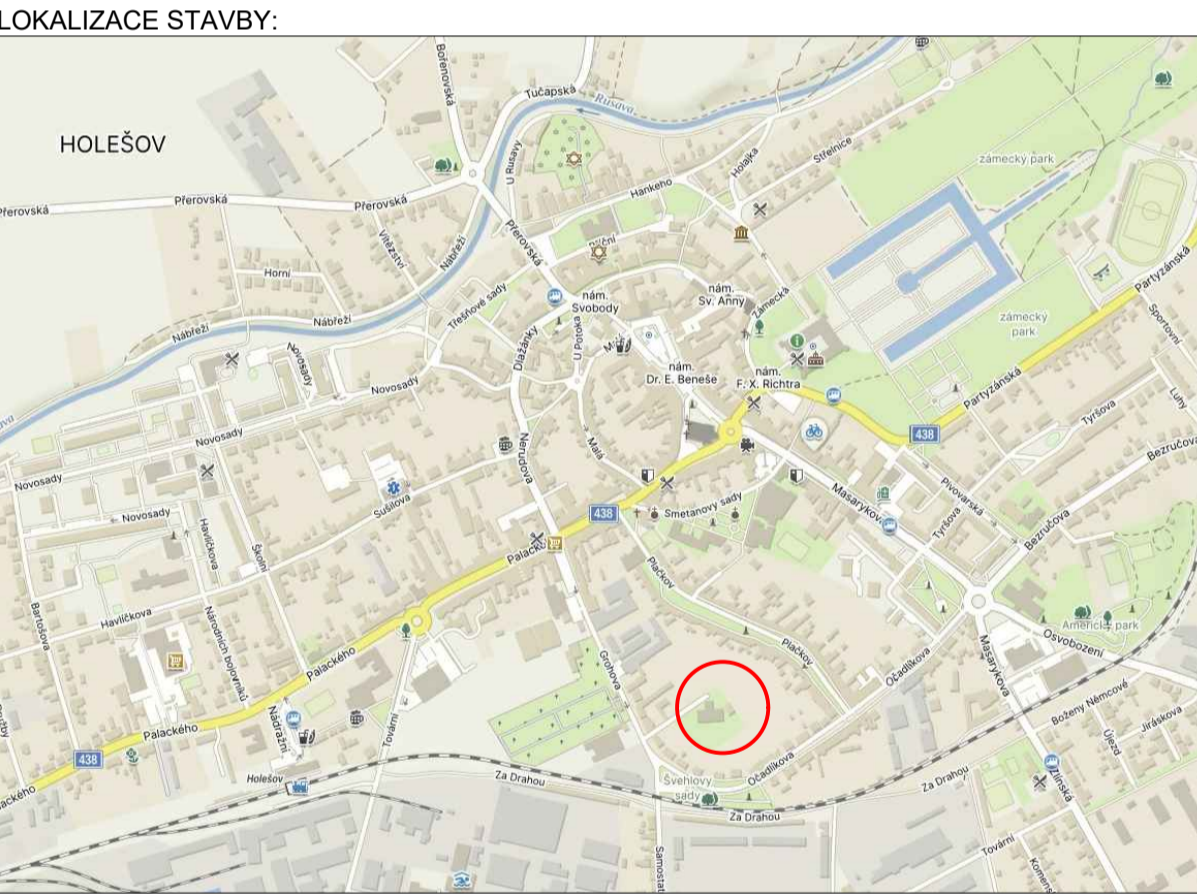 LOKALIZACE STAVBY:
HOLEŠOV
Bořenovská
Tučapská
Rusava
zámecký park
Střelnice
Holajka
U Rusavy
Hankeho
Přerovská
Přerovská
Přerovská
Přerovská
Vítězství
Nábřeží
Horní
Nábřeží
Nábřeží
Třešňové sady
nám.
Svobody
nám.
Sv. Anny
Zámecká
zámecký
park
Partyzánská
Sportovní
Dlažánky
U Potoka
nám.
Dr. E. Beneše
nám.
F. X. Richtra
Partyzánská
Luhy
Tyršova
Novosady
Novosady
Novosady
Novosady
Novosady
438
Bezručova
Nerudova
Malá
Sušilova
Smetanovy sady
Masarykova
Pivovarská
Tyršova
Bezručova
438
Palackého
Havlíčkova
Školní
Plačkov
Bartošova
Havlíčkova
Národních bojovníků
Palackého
Grohova
Plačkov
Očadlíkova
Masarykova
Americký park
Osvobození
Boženy Němcové
Jiráskova
Újezd
Palackého
438
Nádražní
Tovární
Holešov
Za Drahou
Švehlovy
sady
Očadlíkova
Za Drahou
Za Drahou
Zlínská
Tovární